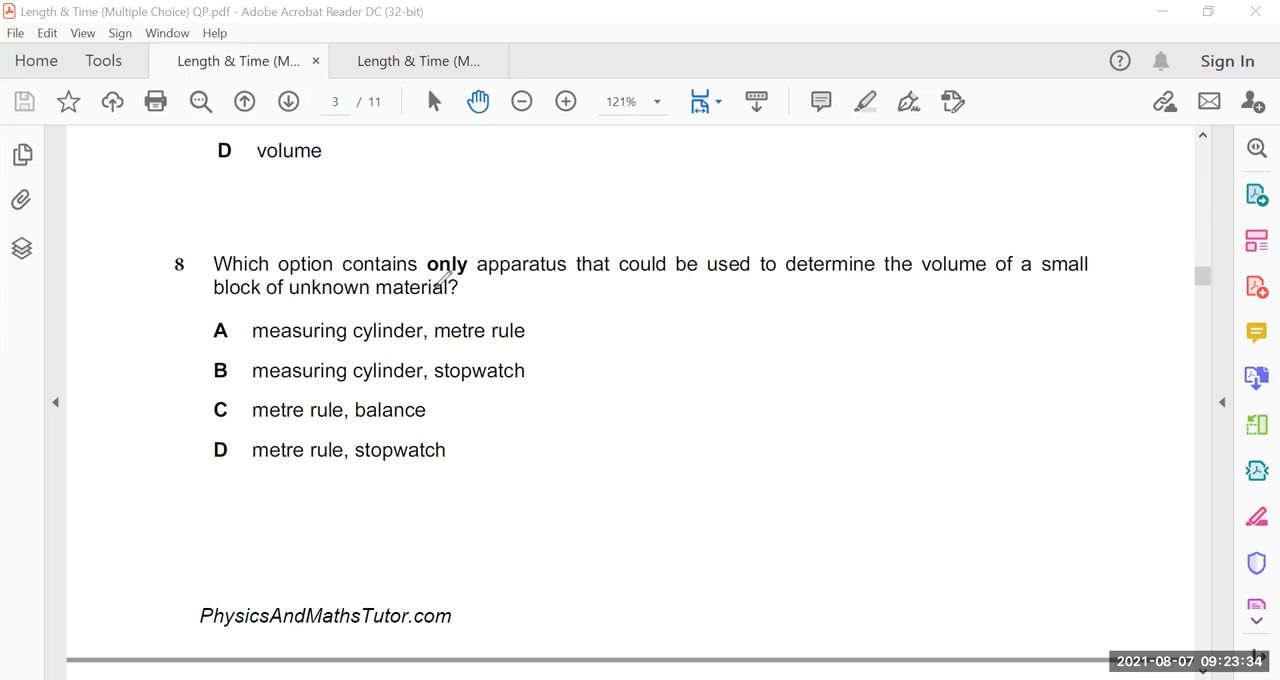 Length & Time (Multiple Choice) QP.pdf - Adobe Acrobat Reader DC (32-bit)
File Edit View Sign Window Help
Home Tools Length & Time (M... × Length & Time (M... Sign In
3 / 11 121%
D volume
8 Which option contains only apparatus that could be used to determine the volume of a small
block of unknown material?
A measuring cylinder, metre rule
B measuring cylinder, stopwatch
C metre rule, balance
D metre rule, stopwatch
PhysicsAndMathsTutor.com
2021-08-07 09:23:34